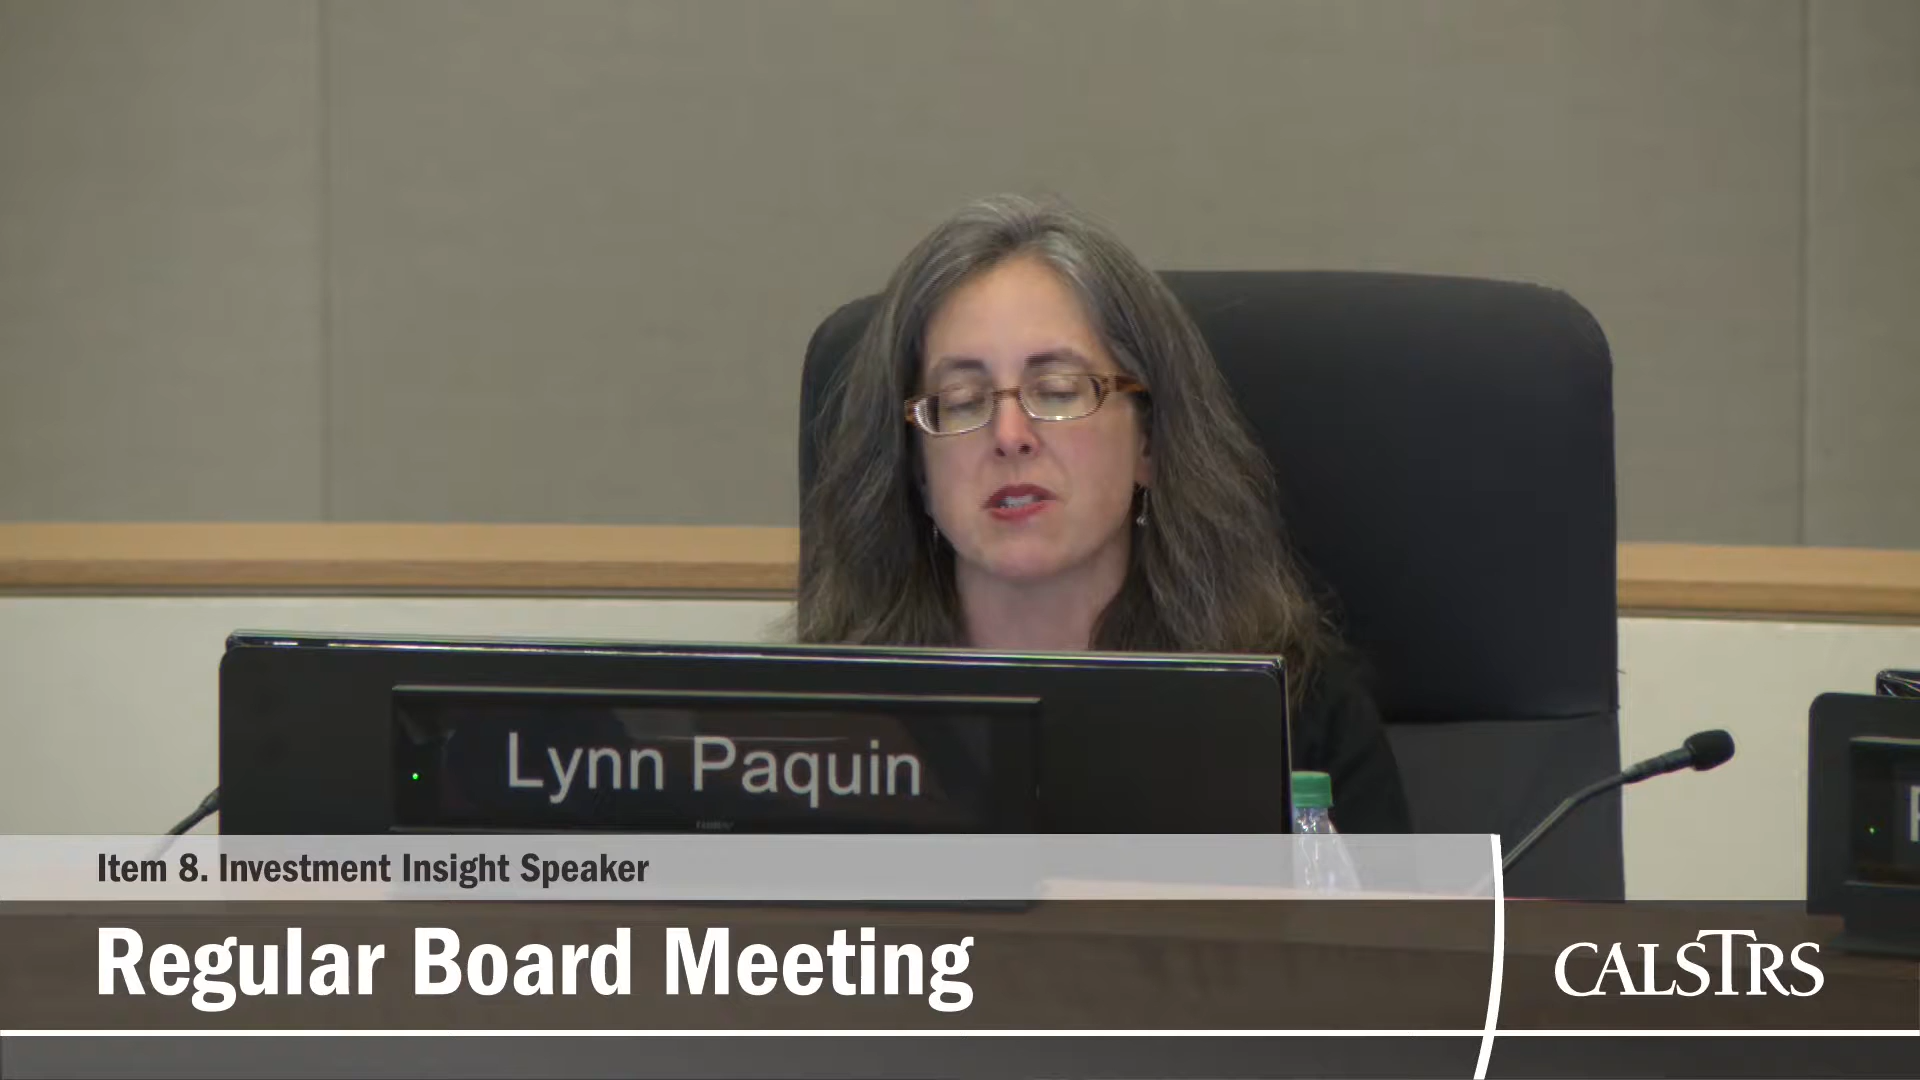 Lynn Paquin
Item 8. Investment Insight Speaker
Regular Board Meeting
CALSTRS